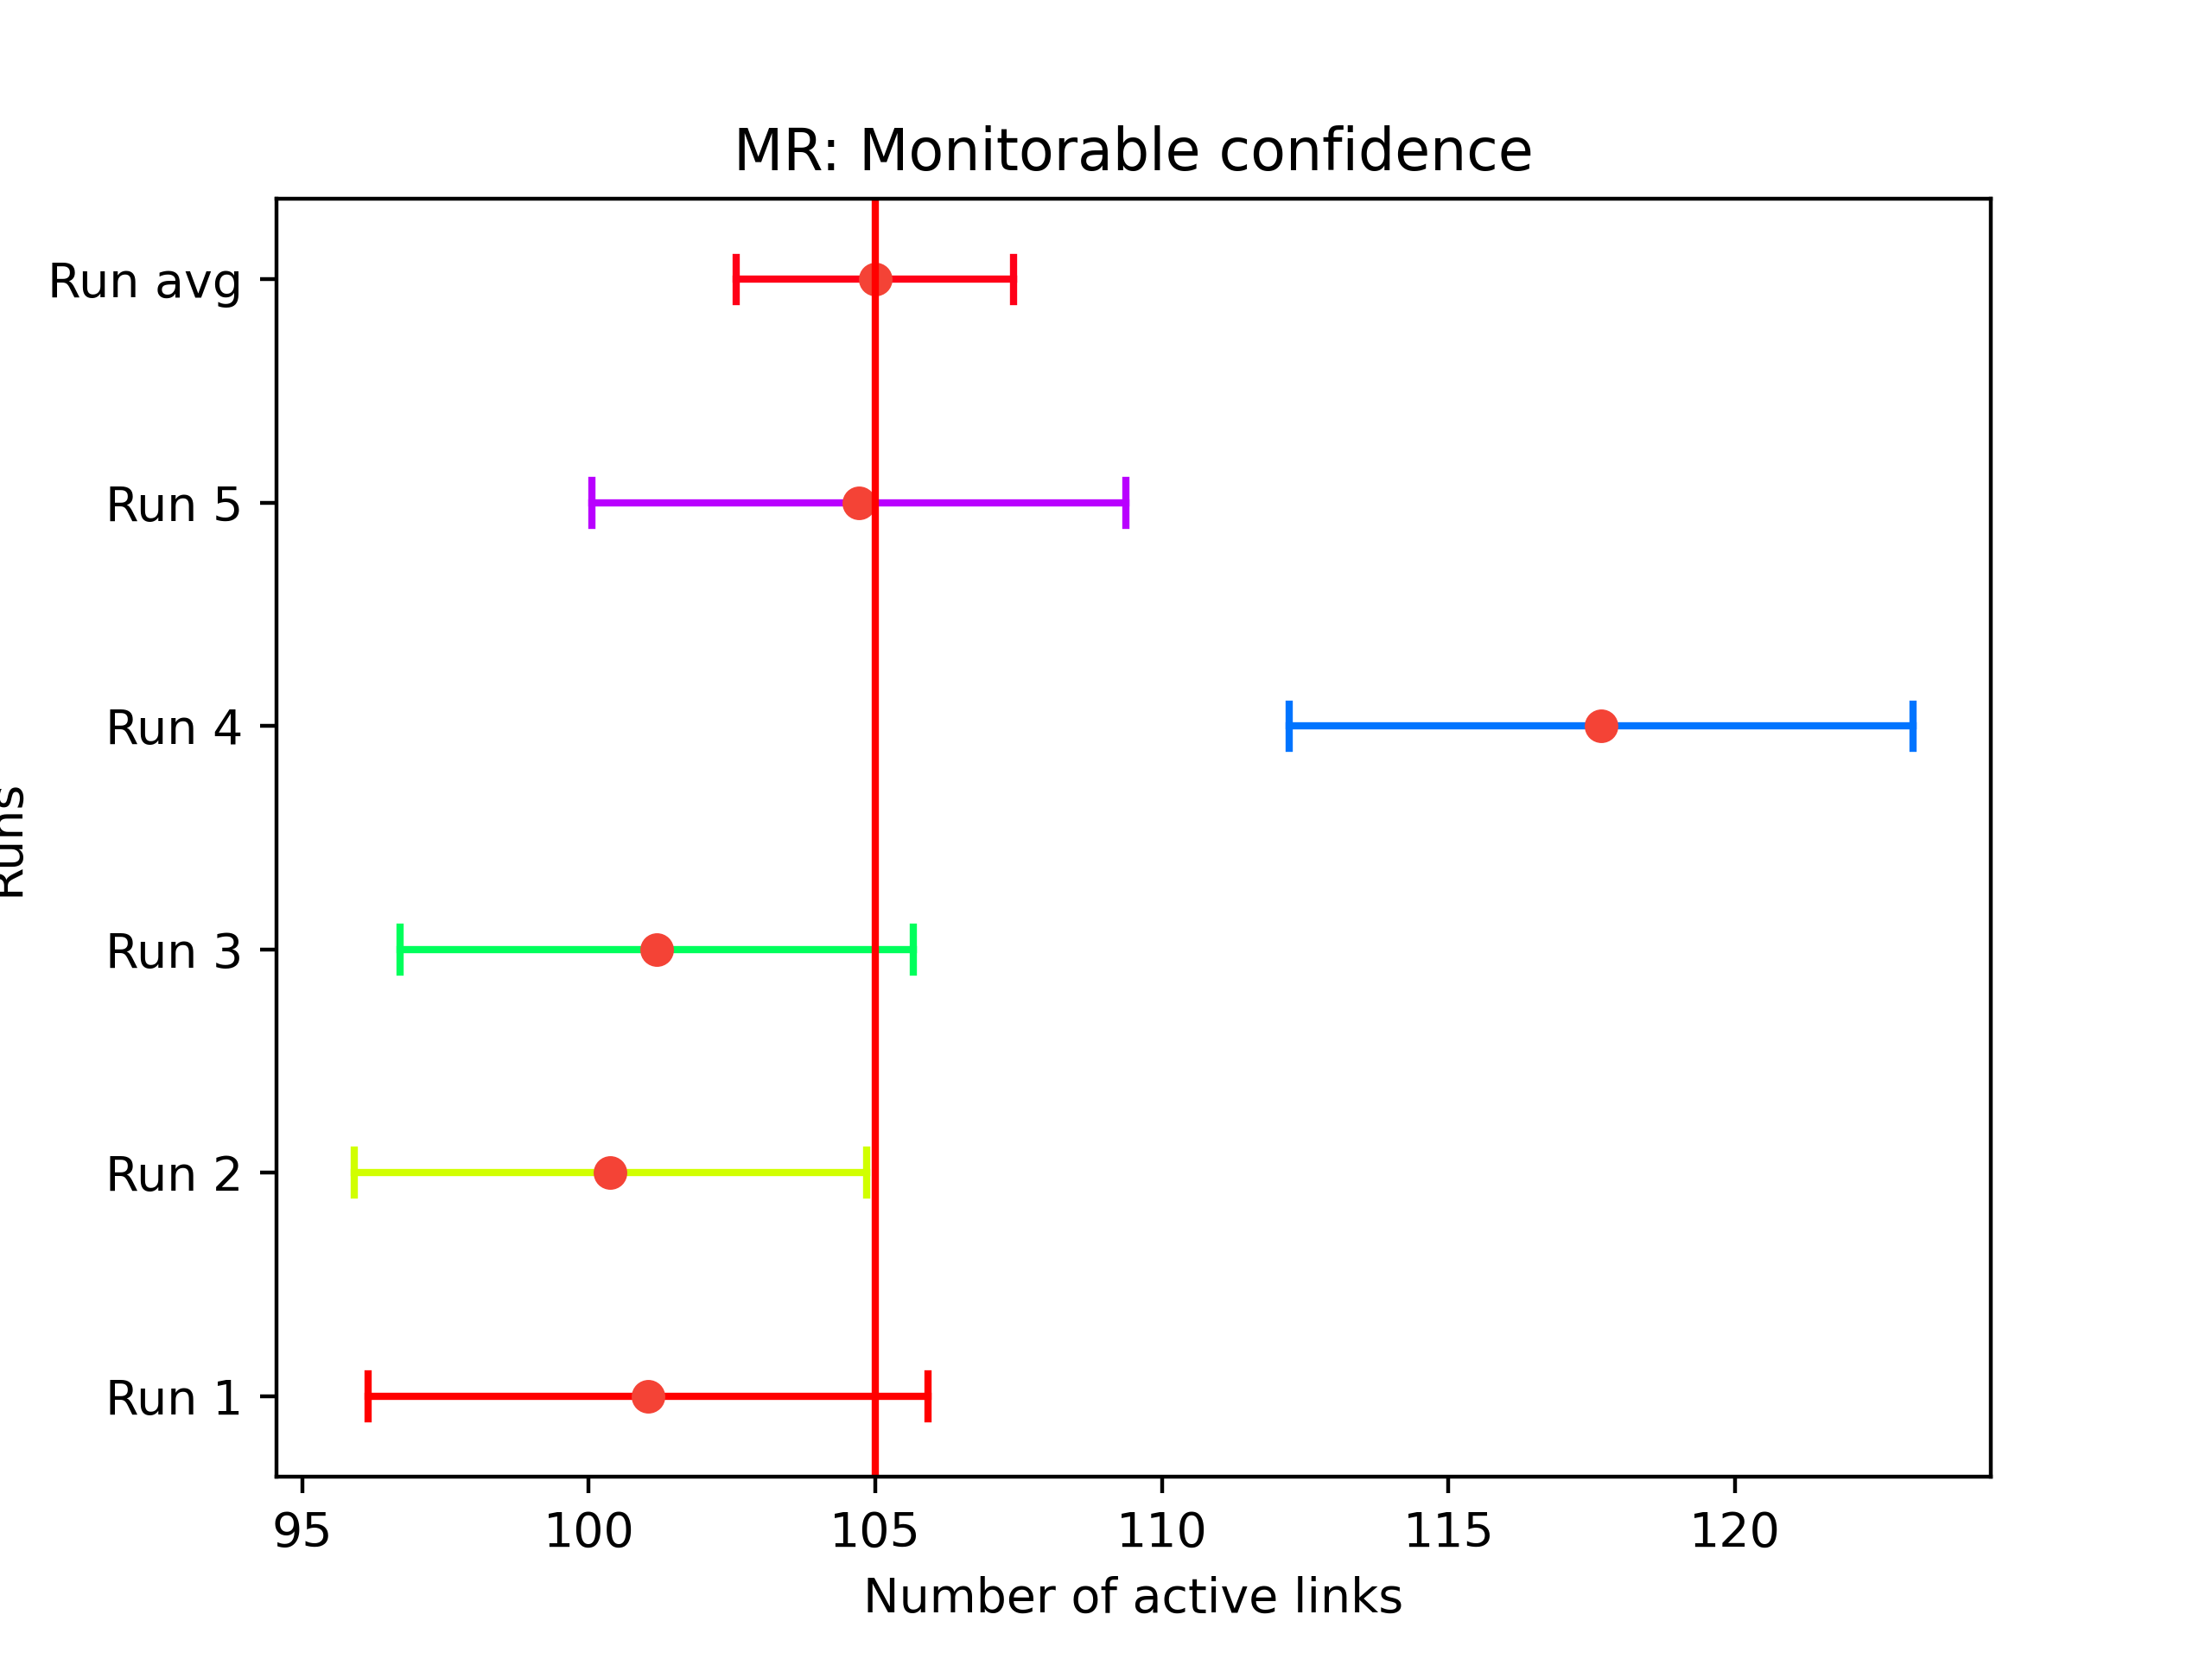 MR: Monitorable confidence
Run avg
Run 5
Run 4
Runs
Run 3
Run 2
Run 1
95 100 105 110 115 120
Number of active links